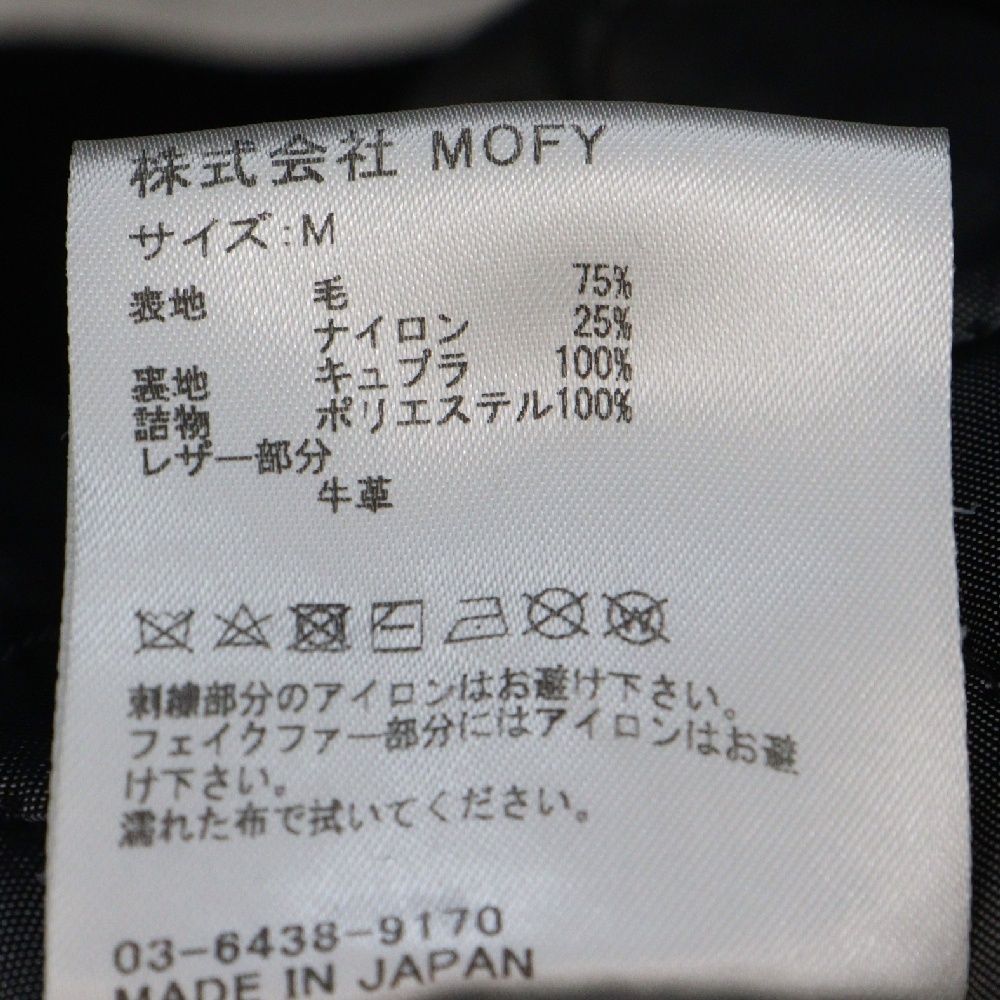 株式会社 MOFY
サイズ:M
表地 毛 75%
ナイロン 25%
裏地 キュプラ 100%
詰物 ポリエステル100%
レザー部分
牛革
刺繍部分のアイロンはお避け下さい。
フェイクファー部分にはアイロンはお避
け下さい。
濡れた布で拭いてください。
03-6438-9170
MADE IN JAPAN